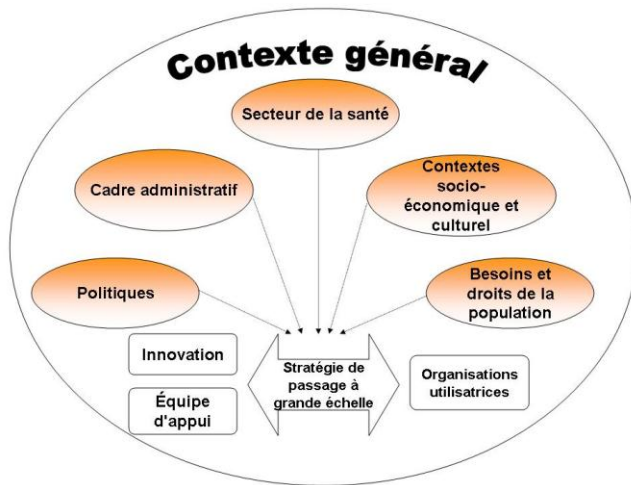 Contexte général
Secteur de la santé
Cadre administratif
Contextes
socio-
économique et
culturel
Politiques
Besoins et
droits de la
population
Innovation
Équipe
d'appui
Stratégie de
passage à
grande échelle
Organisations
utilisatrices